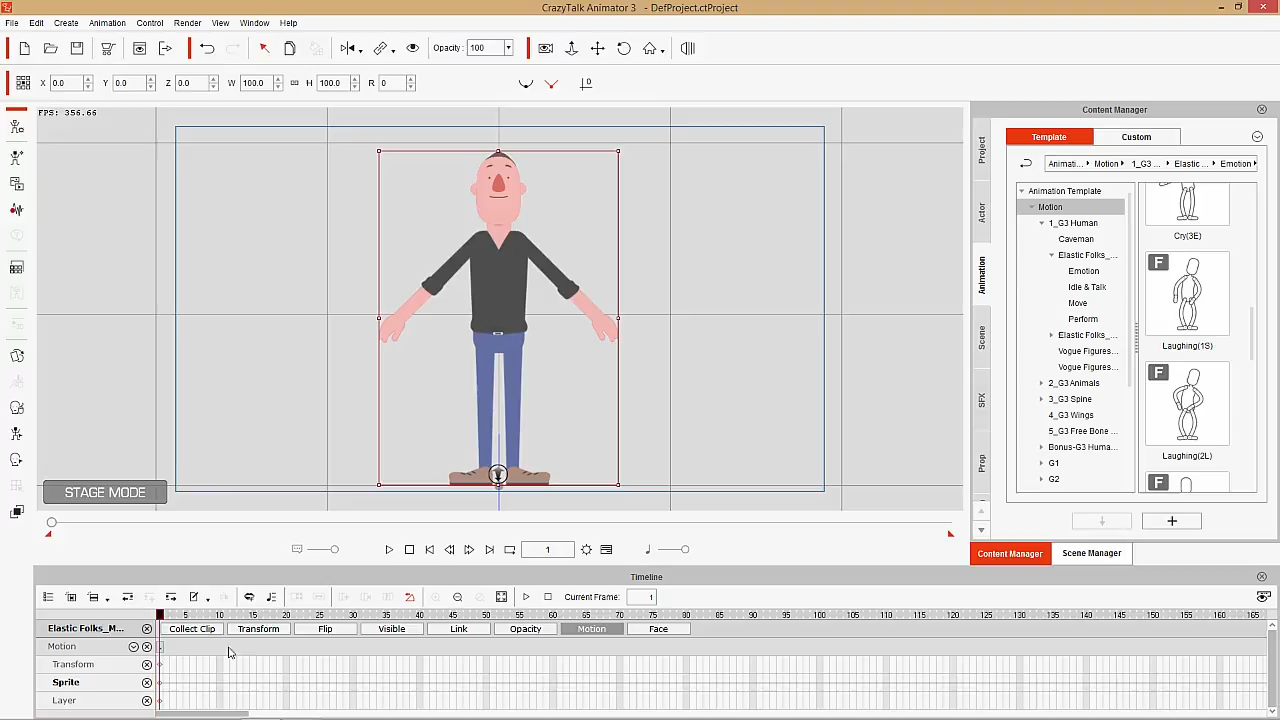 CrazyTalk Animator 3 - DefProject.ctProject
File Edit Create Animation Control Render View Window Help
Opacity : 100
X 0.0 Y 0.0 Z 0.0 W 100.0 H 100.0 R 0
FPS: 356.66
STAGE MODE
Content Manager
Template Custom
Animati... Motion 1_G3 ... Elastic ... Emotion
Project
Actor
Animation
Scene
SFX
Prop
Animation Template
Motion
1_G3 Human
Caveman
Elastic Folks_...
Emotion
Idle & Talk
Move
Perform
Elastic Folks_...
Vogue Figures...
Vogue Figures...
2_G3 Animals
3_G3 Spine
4_G3 Wings
5_G3 Free Bone ...
Bonus-G3 Huma...
G1
G2
Cry(3E)
F
Laughing(1S)
F
Laughing(2L)
F
Content Manager Scene Manager
1
Timeline
Current Frame: 1
5 10 15 20 25 30 35 40 45 50 55 60 65 70 75 80 85 90 95 100 105 110 115 120 125 130 135 140 145 150 155 160 165
Elastic Folks_M... Collect Clip Transform Flip Visible Link Opacity Motion Face
Motion
Transform
Sprite
Layer